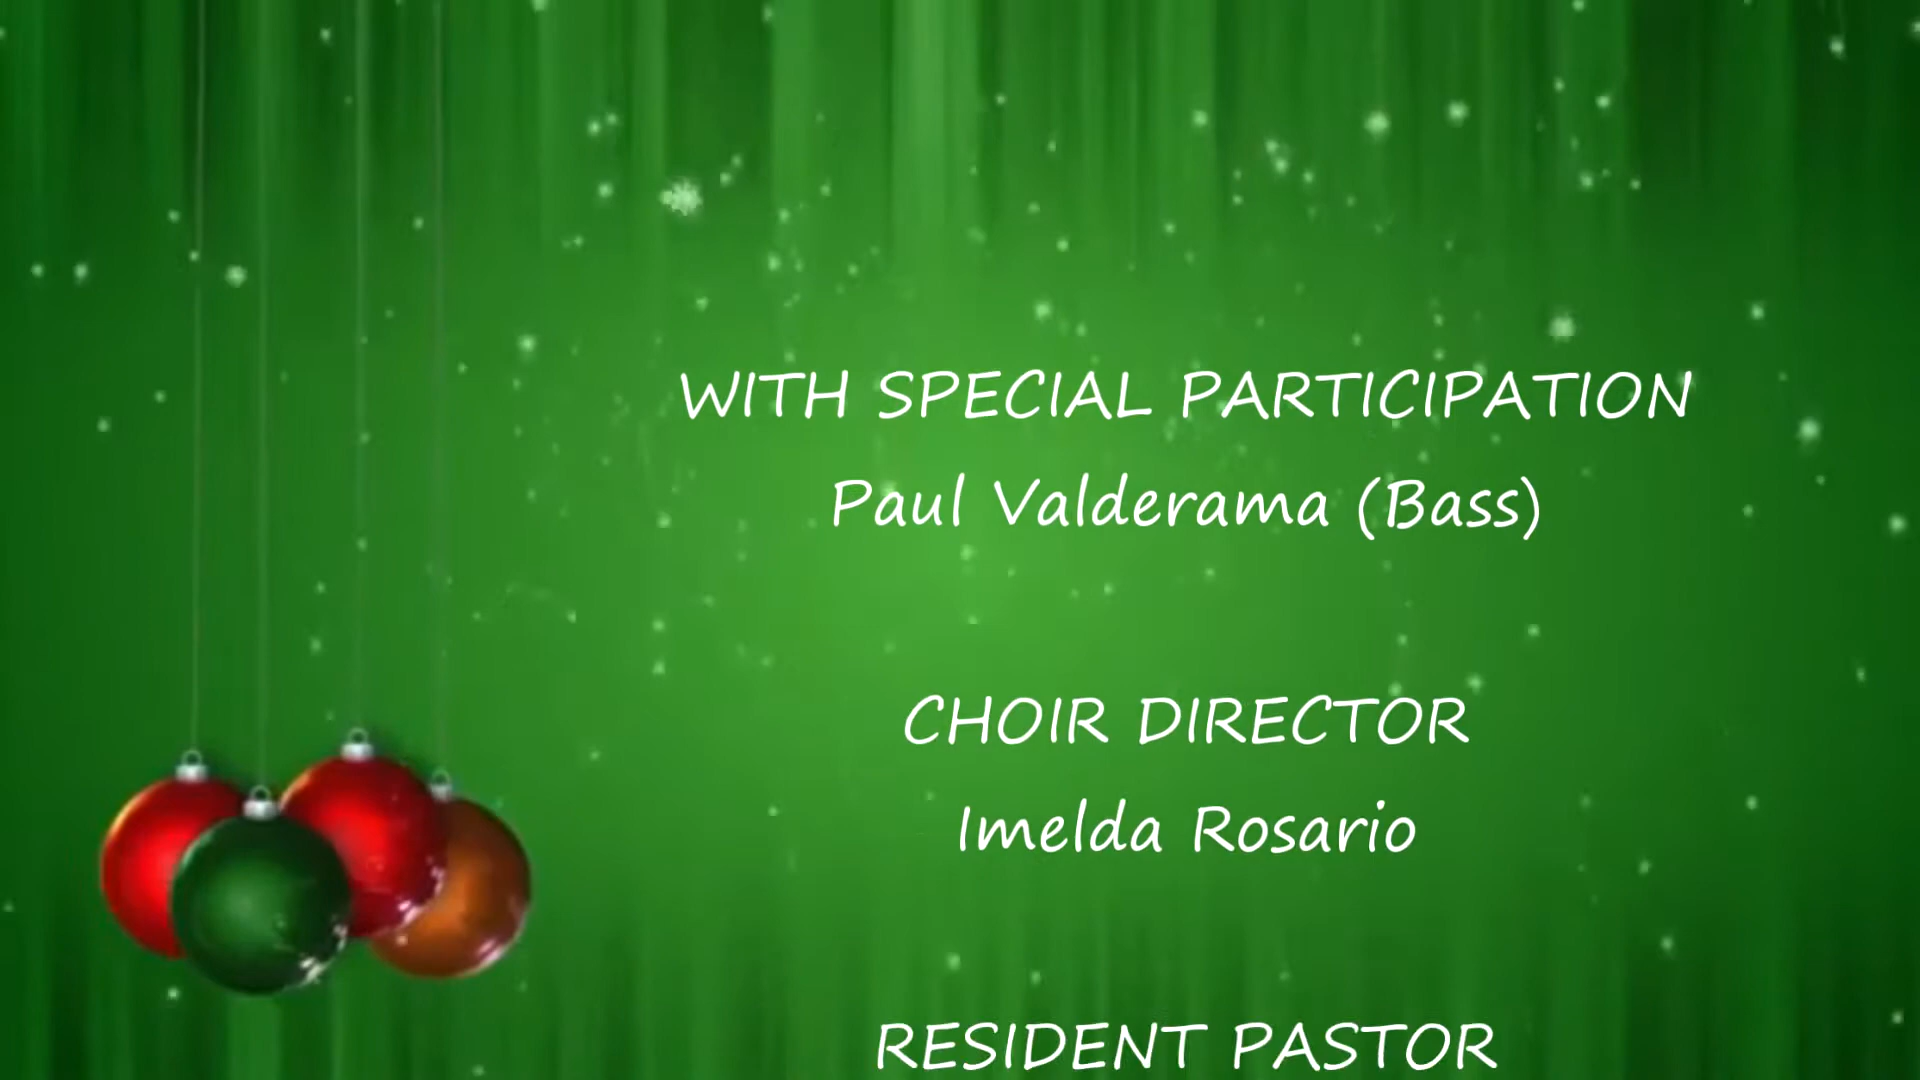 WITH SPECIAL PARTICIPATION
Paul Valderama (Bass)
CHOIR DIRECTOR
Imelda Rosario
RESIDENT PASTOR